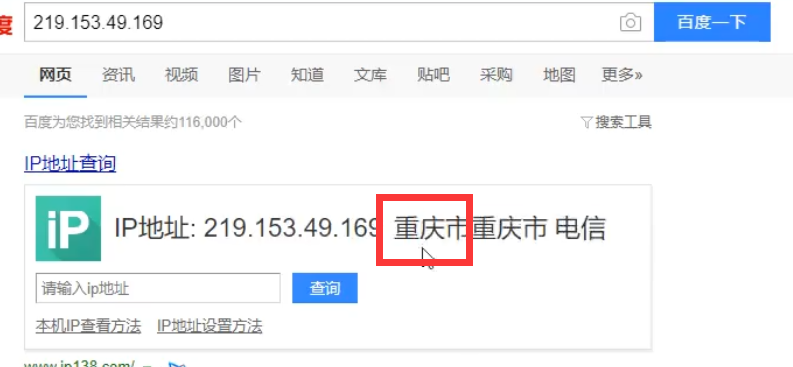 度
219.153.49.169
百度一下
网页 资讯 视频 图片 知道 文库 贴吧 采购 地图 更多»
百度为您找到相关结果约116,000个
搜索工具
IP地址查询
iP
IP地址: 219.153.49.169 重庆市重庆市 电信
请输入ip地址
查询
本机IP查看方法 IP地址设置方法
www.ip138.com/